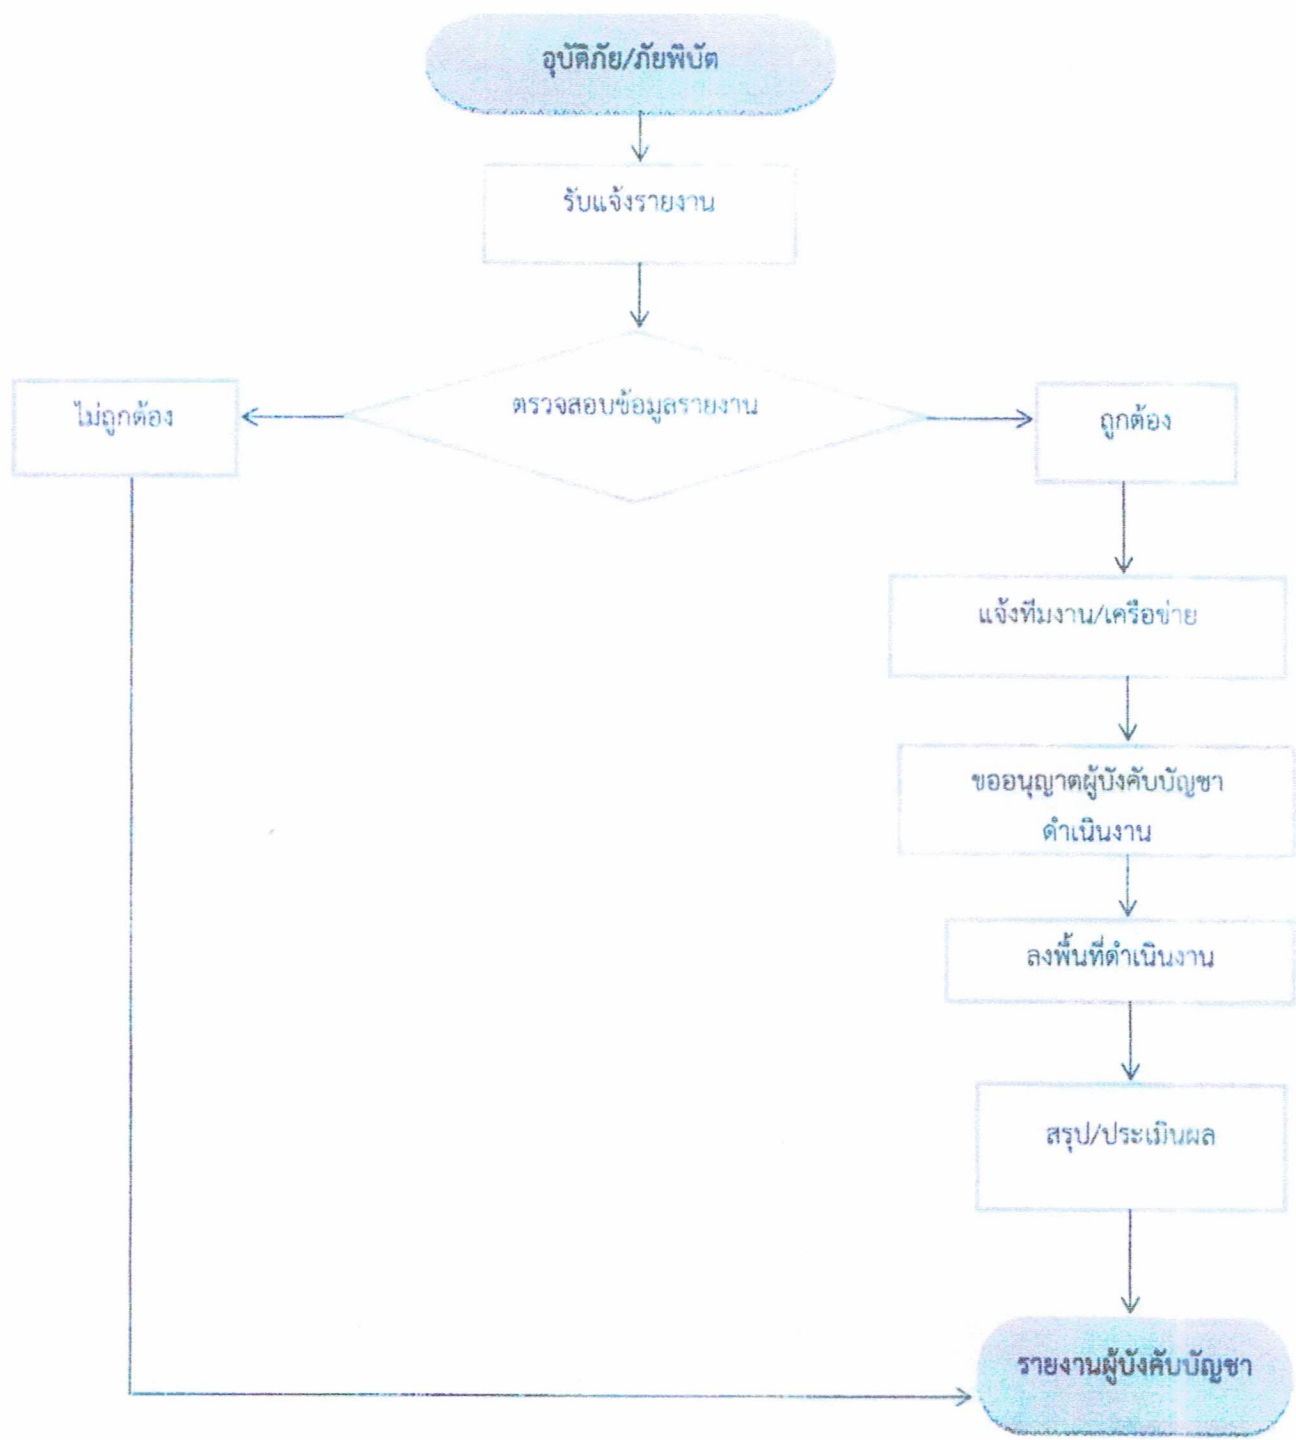 อุบัติภัย/ภัยพิบัต
รับแจ้งรายงาน
ตรวจสอบข้อมูลรายงาน
ไม่ถูกต้อง
ถูกต้อง
แจ้งทีมงาน/เครือข่าย
ขออนุญาตผู้บังคับบัญชา
ดำเนินงาน
ลงพื้นที่ดำเนินงาน
สรุป/ประเมินผล
รายงานผู้บังคับบัญชา